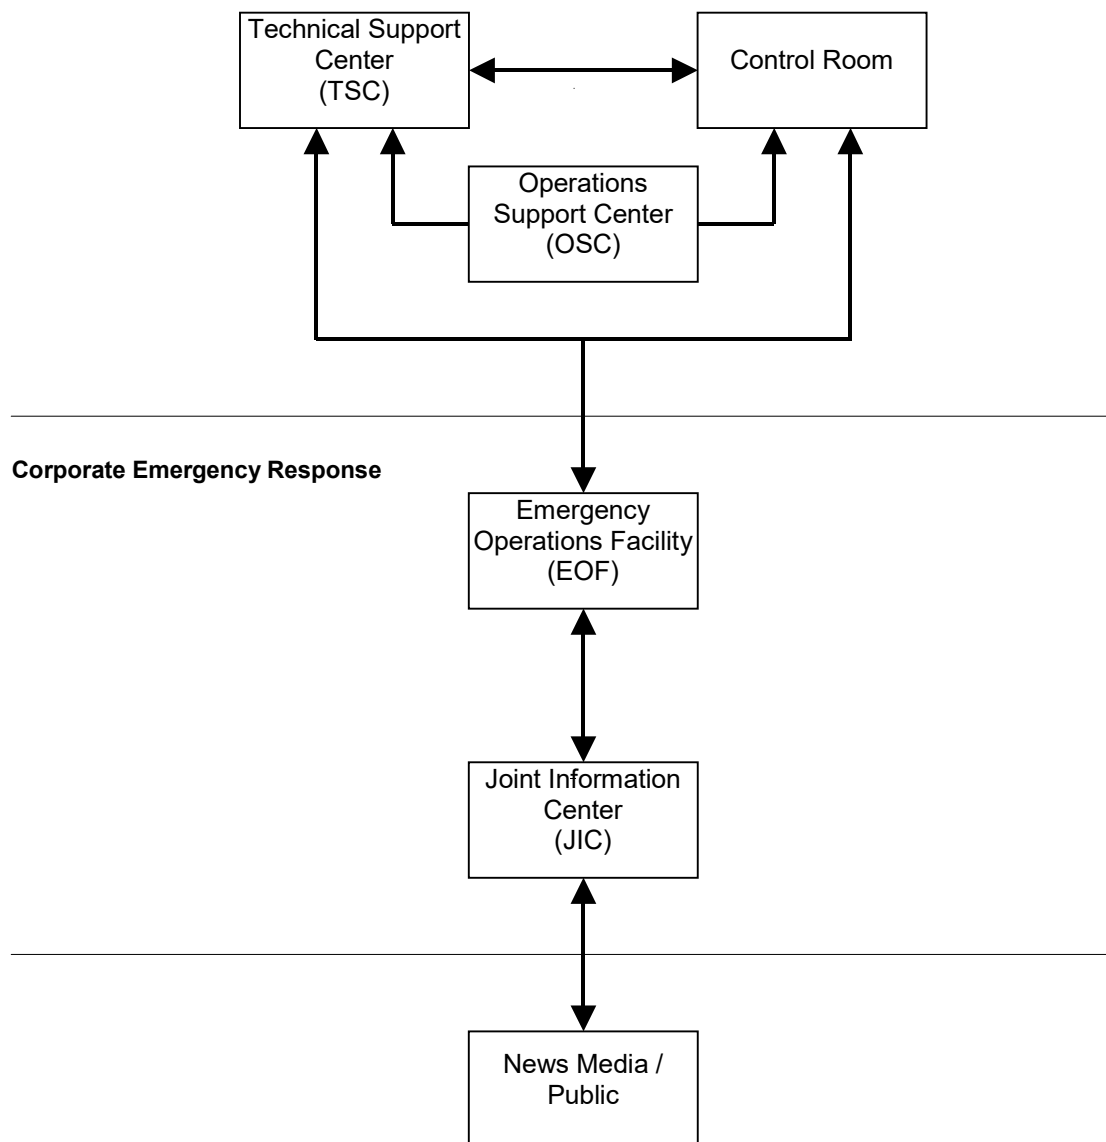 Technical Support
Center
(TSC)
Control Room
Operations
Support Center
(OSC)
Corporate Emergency Response
Emergency
Operations Facility
(EOF)
Joint Information
Center
(JIC)
News Media /
Public